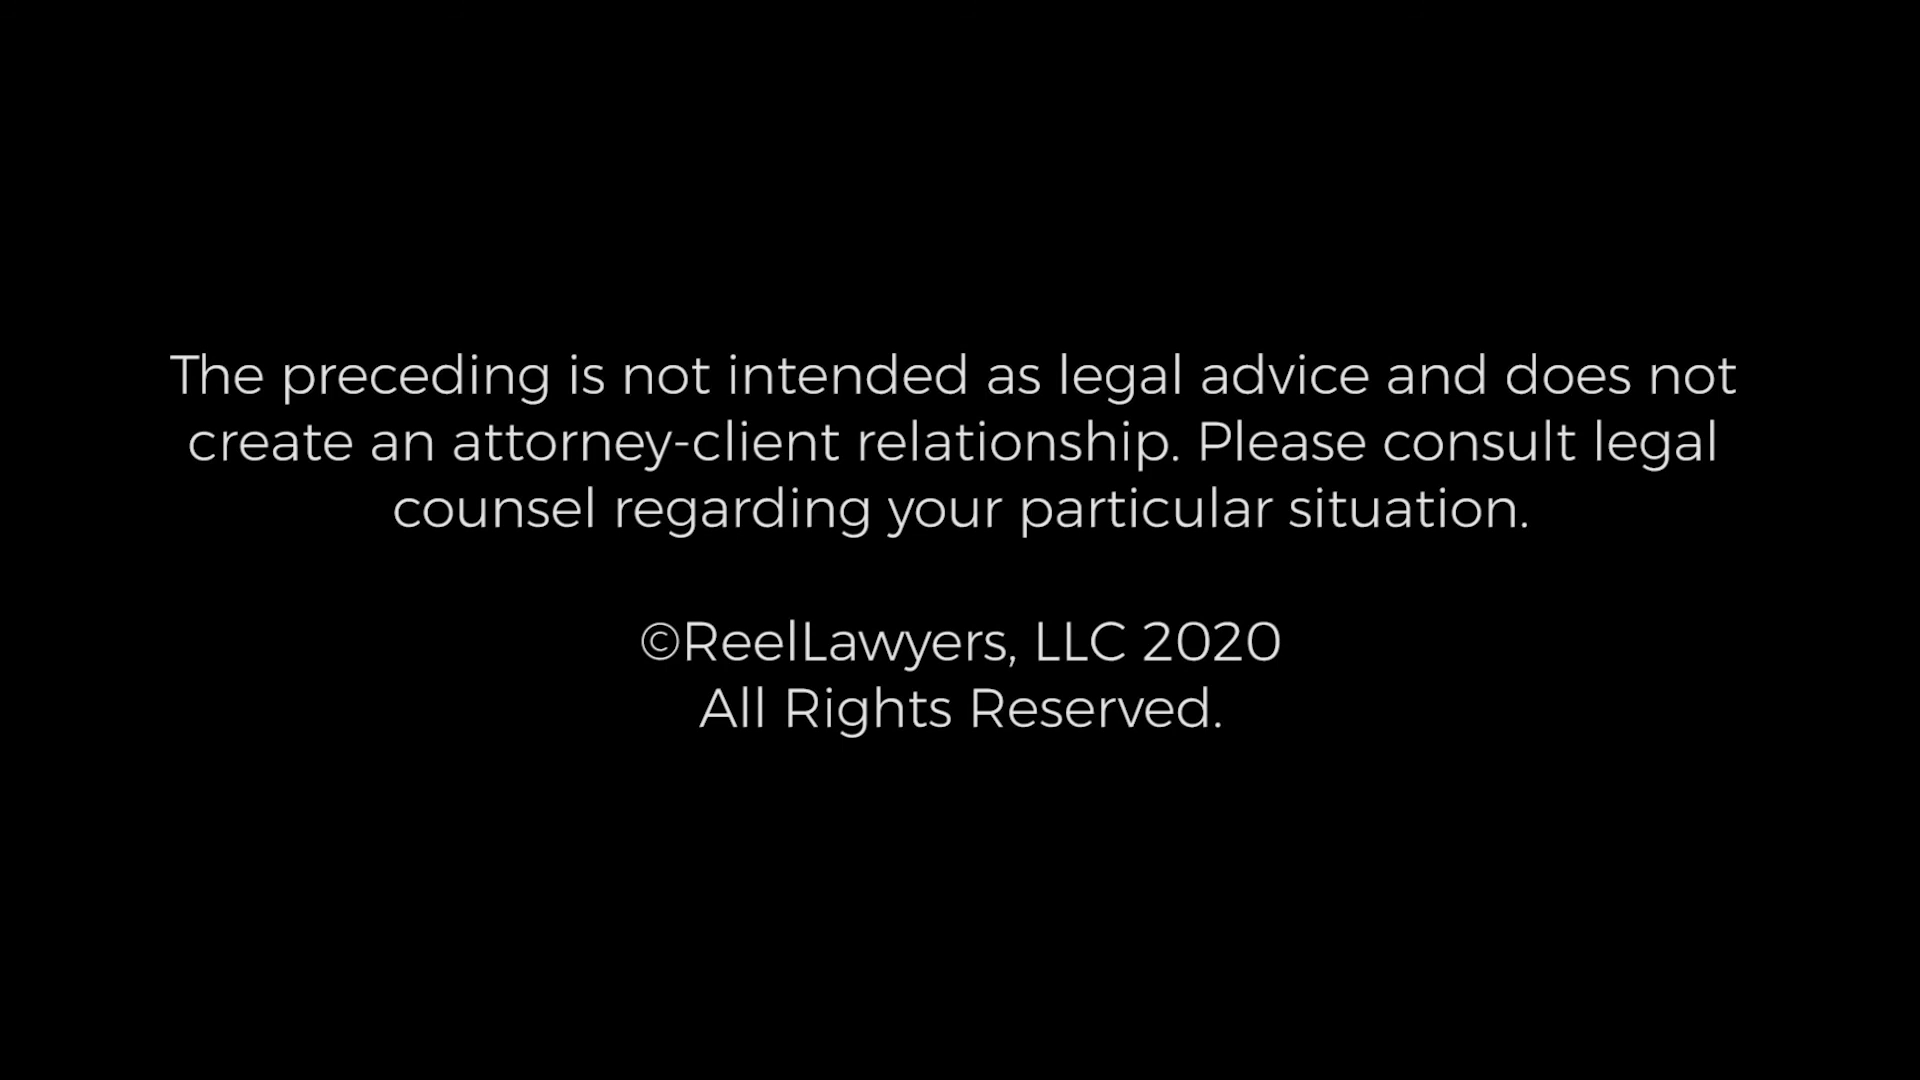 The preceding is not intended as legal advice and does not
create an attorney-client relationship. Please consult legal
counsel regarding your particular situation.
©ReelLawyers, LLC 2020
All Rights Reserved.